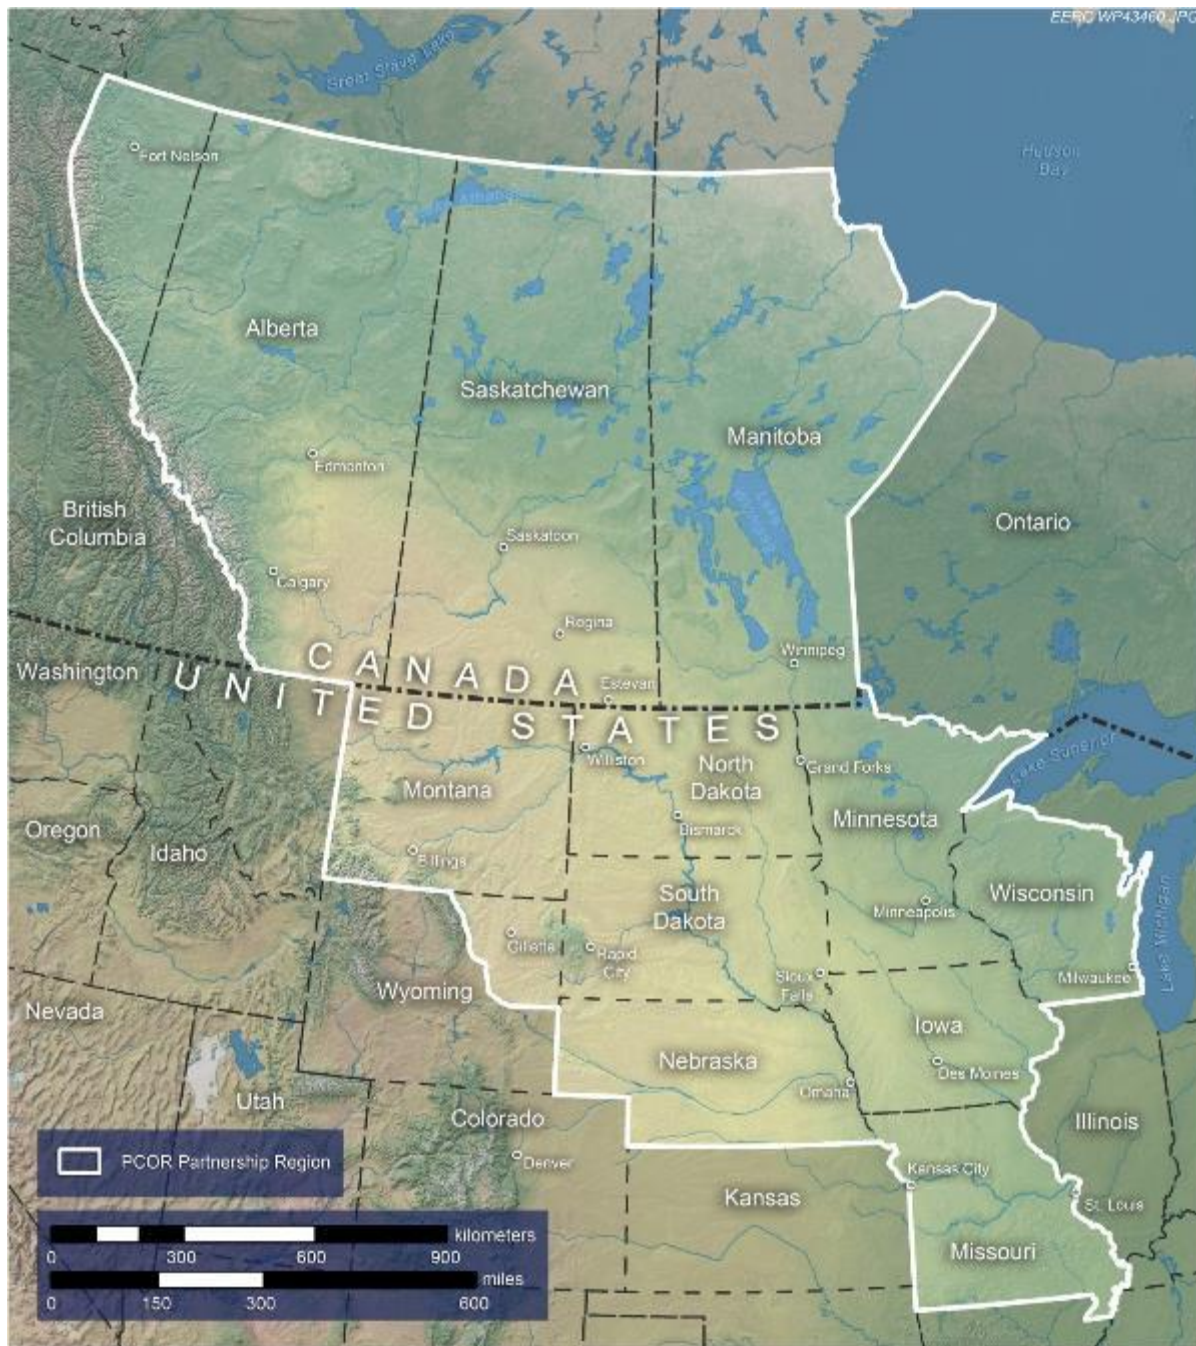 EERC WP43460.JPG
Great Slave Lake
Fort Nelson
Hudson
Bay
Alberta
Saskatchewan
Manitoba
Edmonton
British
Columbia
Ontario
Saskatoon
Calgary
Regina
Winnipeg
CANADA
Washington
UNITED STATES
Estevan
Williston
North
Dakota
Grand Forks
Lake Superior
Montana
Minnesota
Bismarck
Oregon
Idaho
Billings
South
Dakota
Wisconsin
Minneapolis
Lake Michigan
Gillette
Rapid
City
Sioux
Falls
Milwaukee
Wyoming
Nevada
Iowa
Nebraska
Des Moines
Omaha
Utah
Colorado
Illinois
PCOR Partnership Region
Denver
Kansas City
Kansas
St. Louis
kilometers
0 300 600 900
Missouri
miles
0 150 300 600